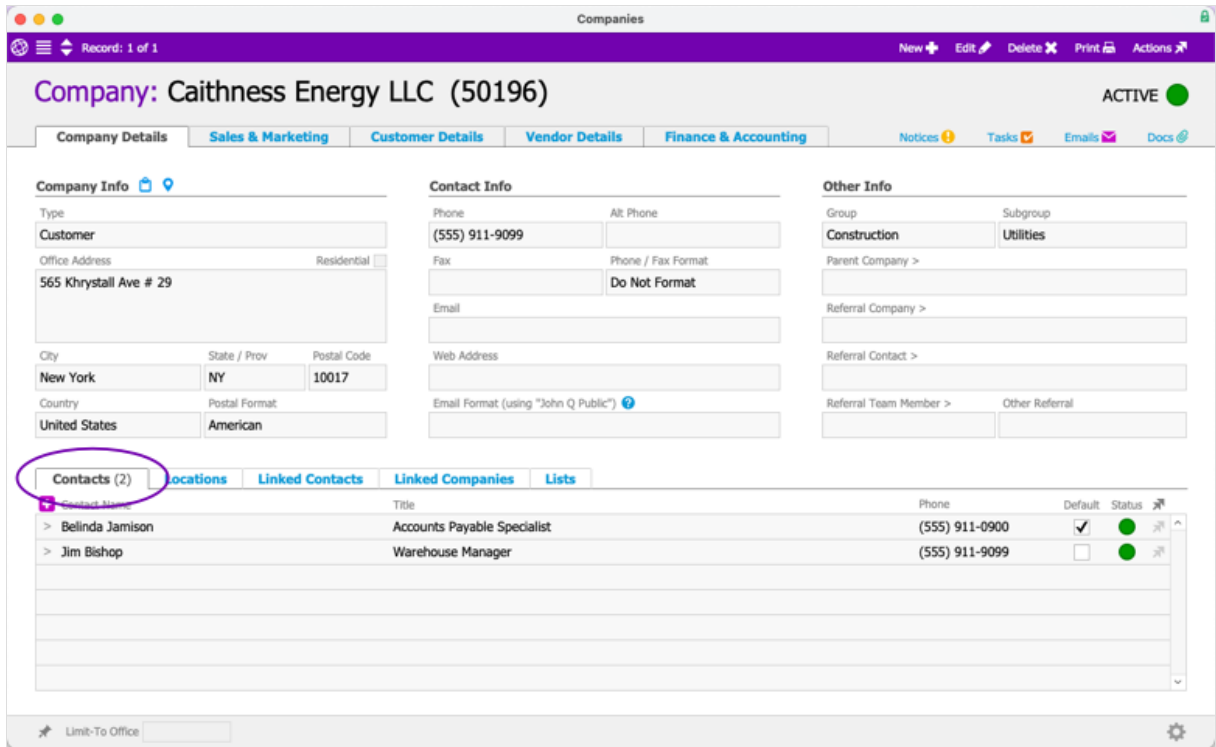 Companies
Record: 1 of 1 New Edit Delete Print Actions
Company: Caithness Energy LLC (50196) ACTIVE
Company Details Sales & Marketing Customer Details Vendor Details Finance & Accounting Notices Tasks Emails Docs
Company Info Contact Info Other Info
Type Phone Alt Phone Group Subgroup
Customer (555) 911-9099 Construction Utilities
Office Address Residential Fax Phone / Fax Format Parent Company >
565 Khrystall Ave # 29 Do Not Format
Email Referral Company >
City State / Prov Postal Code Web Address Referral Contact >
New York NY 10017
Country Postal Format Email Format (using "John Q Public") ? Referral Team Member > Other Referral
United States American
Contacts (2) Locations Linked Contacts Linked Companies Lists
Contact Name Title Phone Default Status
> Belinda Jamison Accounts Payable Specialist (555) 911-0900
> Jim Bishop Warehouse Manager (555) 911-9099
Limit-To Office